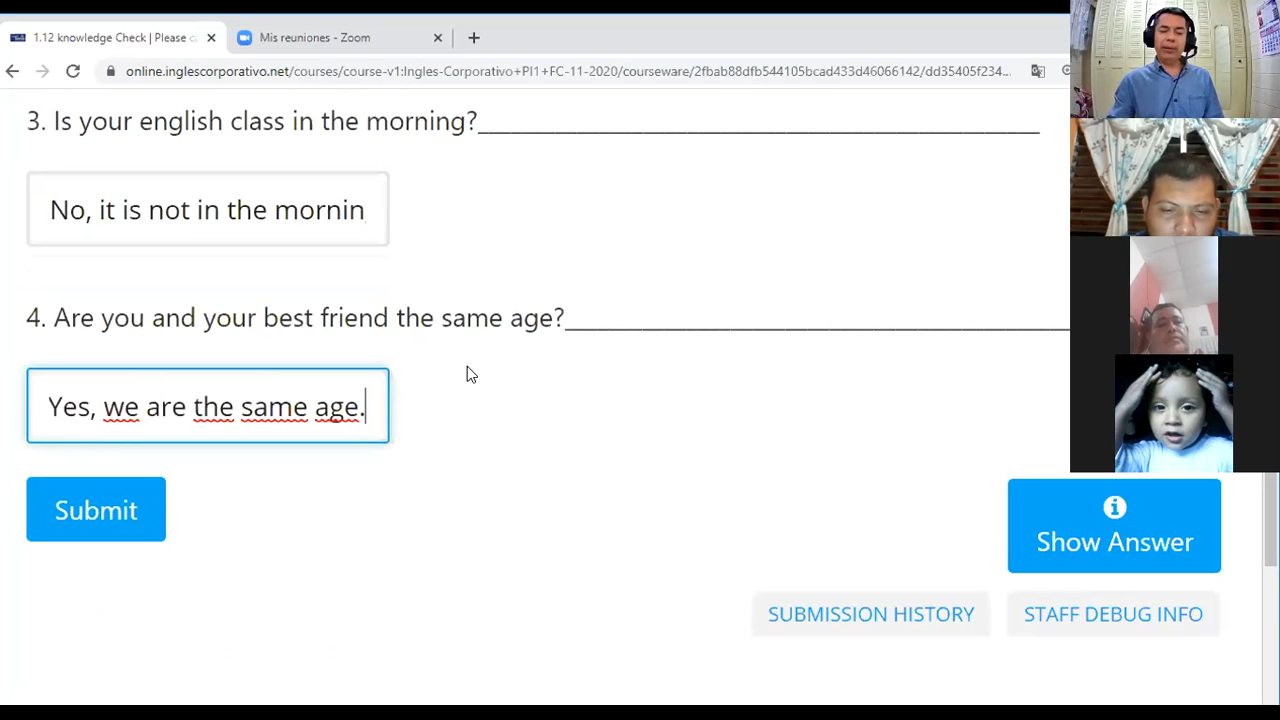 1.12 knowledge Check | Please c
Mis reuniones - Zoom
online.inglescorporativo.net/courses/course-v1:Ingles-Corporativo+PI1+FC-11-2020/courseware/2fbab88dfb544105bcad433d46066142/dd35405f234...
3. Is your english class in the morning?
No, it is not in the mornin
4. Are you and your best friend the same age?
Yes, we are the same age.
Submit
Show Answer
SUBMISSION HISTORY
STAFF DEBUG INFO